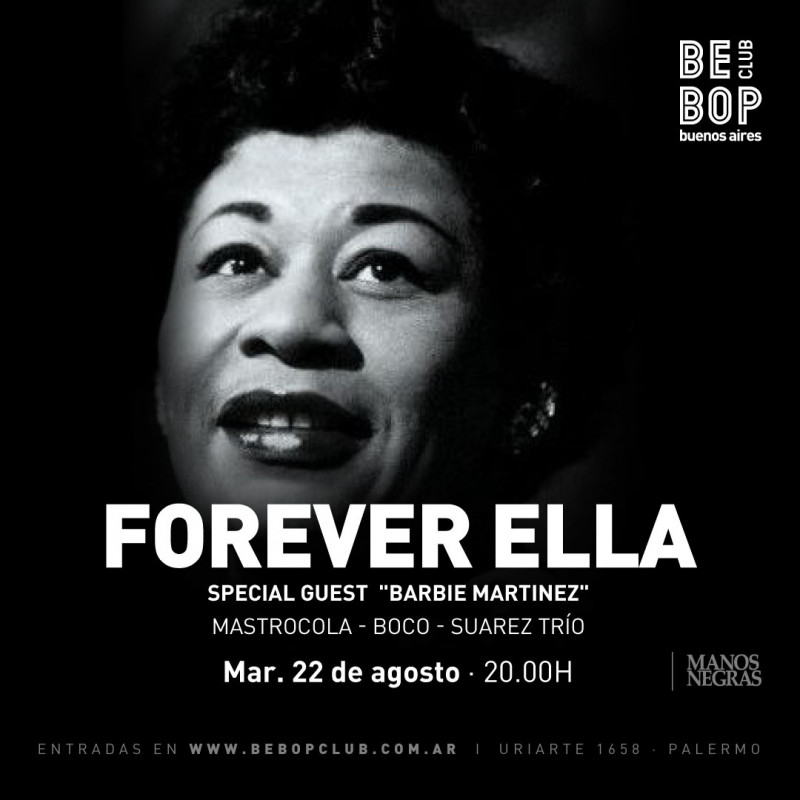 BE BOP CLUB
buenos aires
FOREVER ELLA
SPECIAL GUEST "BARBIE MARTINEZ"
MASTROCOLA - BOCO - SUAREZ TRÍO
Mar. 22 de agosto · 20.00H
MANOS
NEGRAS
ENTRADAS EN WWW.BEBOPCLUB.COM.AR | URIARTE 1658 · PALERMO